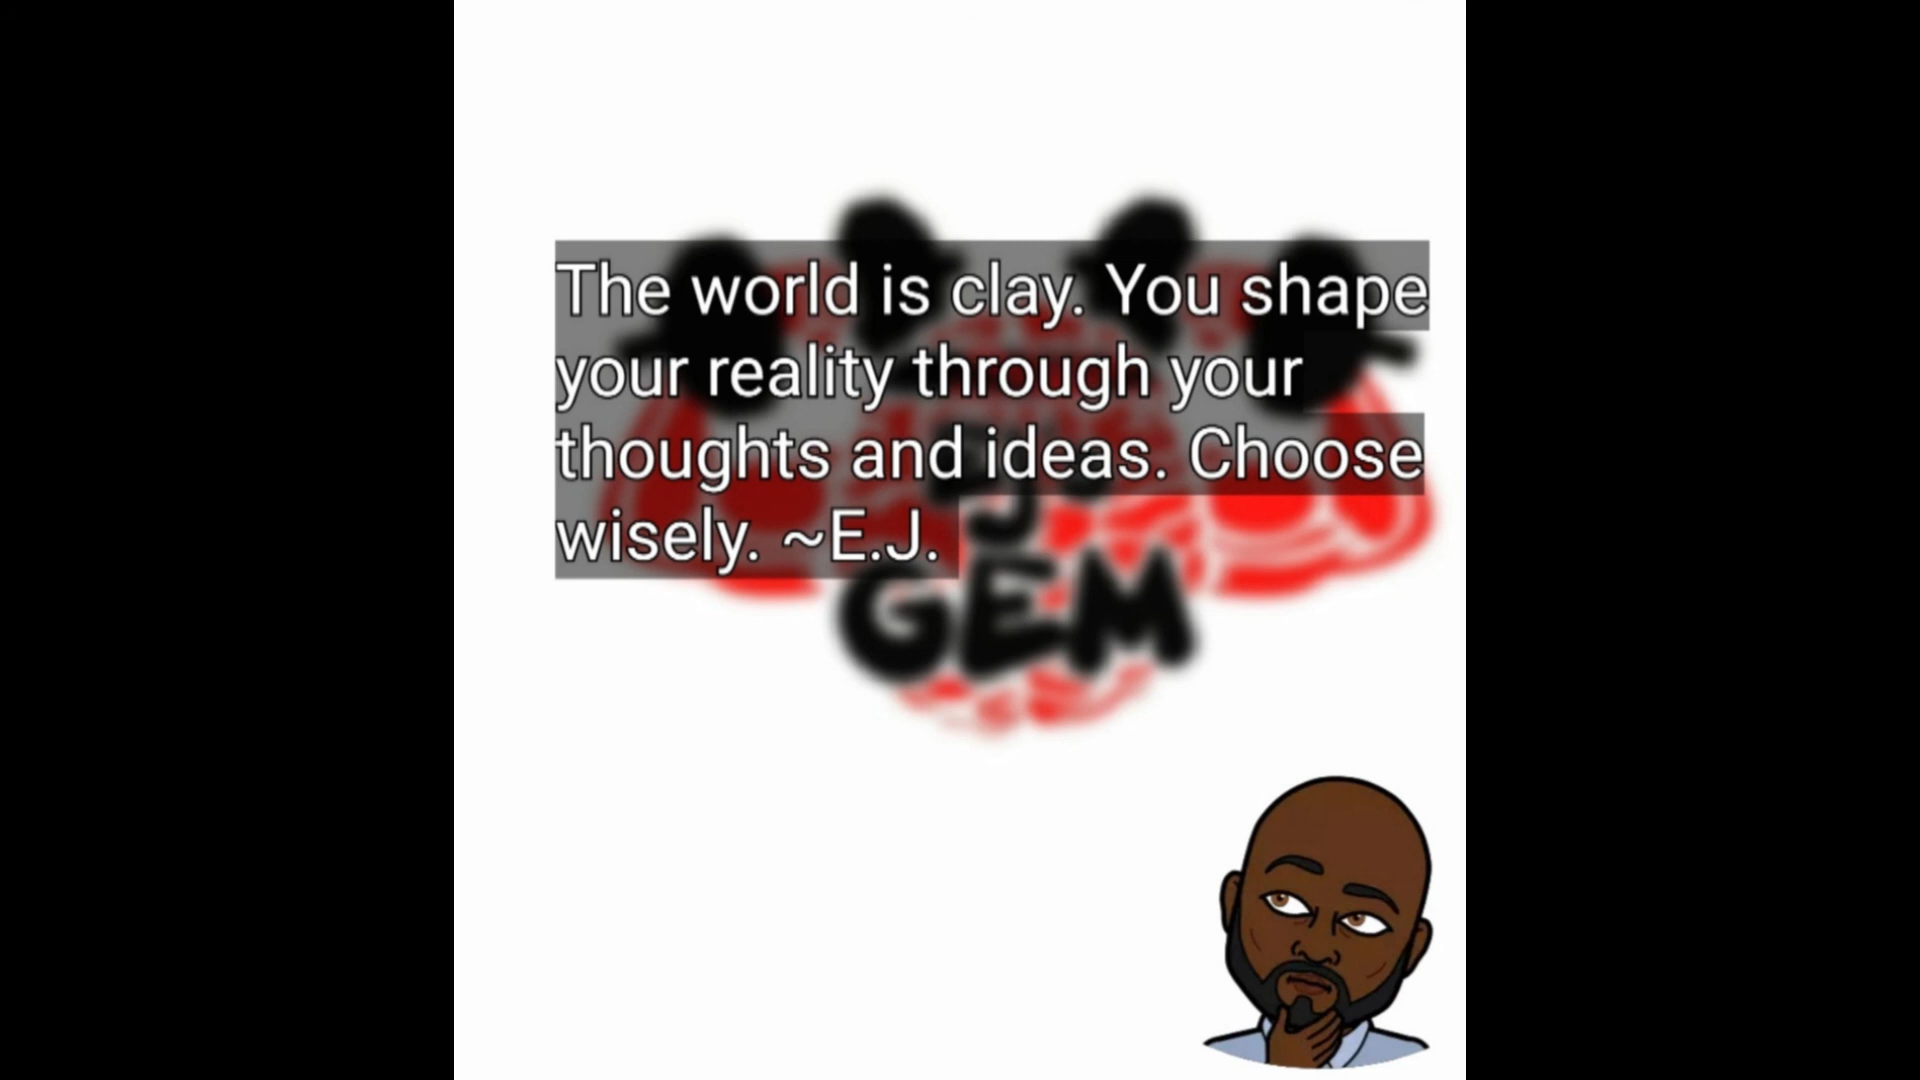 The world is clay. You shape
your reality through your
thoughts and ideas. Choose
wisely. ~E.J.
GEM